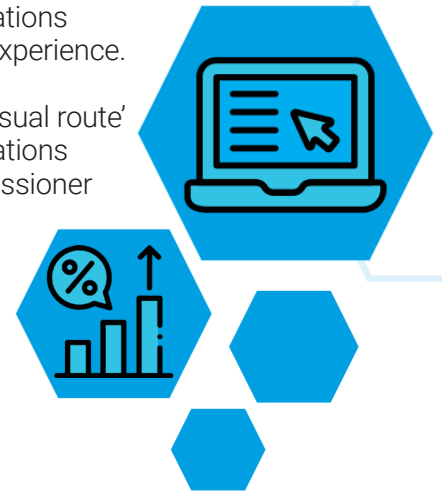 ations
xperience.
sual route’
ations
ssioner
%